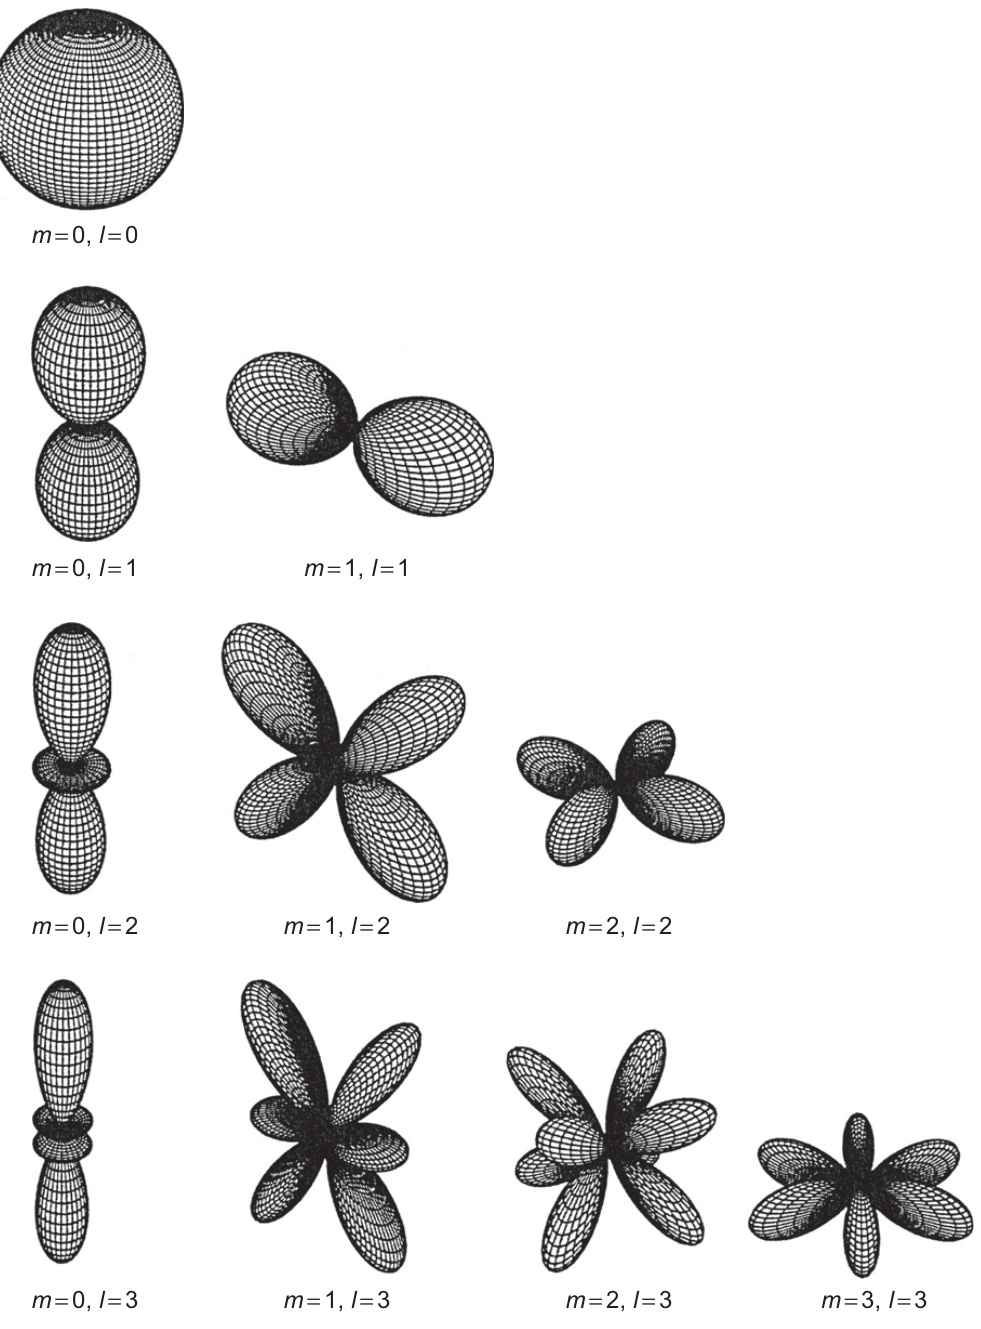 m=0, l=0
m=0, l=1
m=1, l=1
m=0, l=2
m=1, l=2
m=2, l=2
m=0, l=3
m=1, l=3
m=2, l=3
m=3, l=3